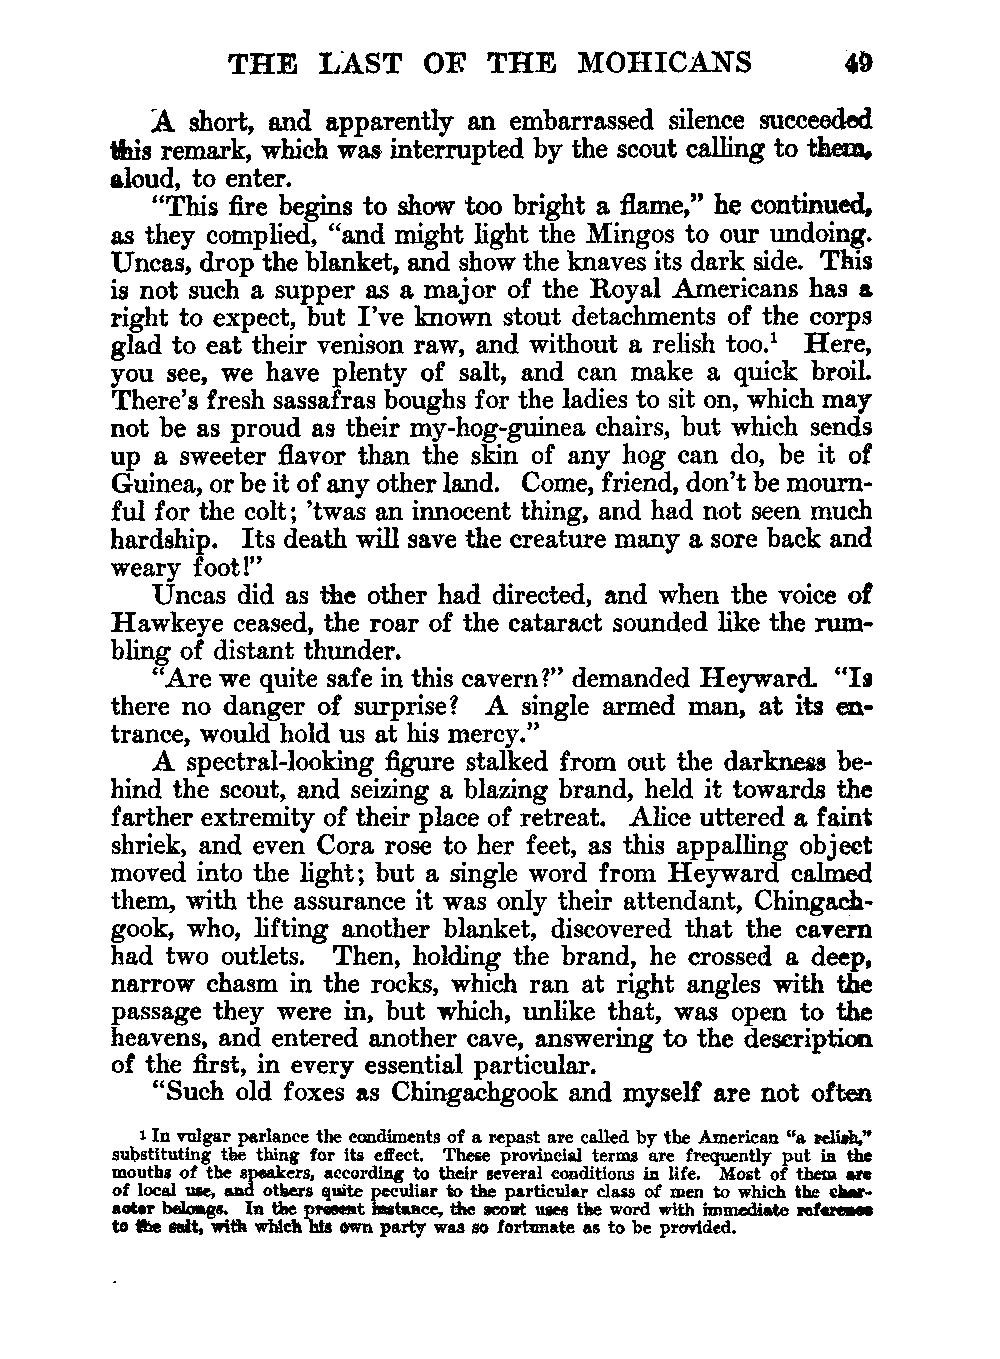 THE LAST OF THE MOHICANS 49
A short, and apparently an embarrassed silence succeeded
this remark, which was interrupted by the scout calling to them,
aloud, to enter.
“This fire begins to show too bright a flame,” he continued,
as they complied, “and might light the Mingos to our undoing.
Uncas, drop the blanket, and show the knaves its dark side. This
is not such a supper as a major of the Royal Americans has a
right to expect, but I’ve known stout detachments of the corps
glad to eat their venison raw, and without a relish too.¹ Here,
you see, we have plenty of salt, and can make a quick broil.
There’s fresh sassafras boughs for the ladies to sit on, which may
not be as proud as their my-hog-guinea chairs, but which sends
up a sweeter flavor than the skin of any hog can do, be it of
Guinea, or be it of any other land. Come, friend, don’t be mourn-
ful for the colt; ’twas an innocent thing, and had not seen much
hardship. Its death will save the creature many a sore back and
weary foot!”
Uncas did as the other had directed, and when the voice of
Hawkeye ceased, the roar of the cataract sounded like the rum-
bling of distant thunder.
“Are we quite safe in this cavern?” demanded Heyward. “Is
there no danger of surprise? A single armed man, at its en-
trance, would hold us at his mercy.”
A spectral-looking figure stalked from out the darkness be-
hind the scout, and seizing a blazing brand, held it towards the
farther extremity of their place of retreat. Alice uttered a faint
shriek, and even Cora rose to her feet, as this appalling object
moved into the light; but a single word from Heyward calmed
them, with the assurance it was only their attendant, Chingach-
gook, who, lifting another blanket, discovered that the cavern
had two outlets. Then, holding the brand, he crossed a deep,
narrow chasm in the rocks, which ran at right angles with the
passage they were in, but which, unlike that, was open to the
heavens, and entered another cave, answering to the description
of the first, in every essential particular.
“Such old foxes as Chingachgook and myself are not often
¹ In vulgar parlance the condiments of a repast are called by the American “a relish,”
substituting the thing for its effect. These provincial terms are frequently put in the
mouths of the speakers, according to their several conditions in life. Most of them are
of local use, and others quite peculiar to the particular class of men to which the char-
acter belongs. In the present instance, the scout uses the word with immediate reference
to the salt, with which his own party was so fortunate as to be provided.